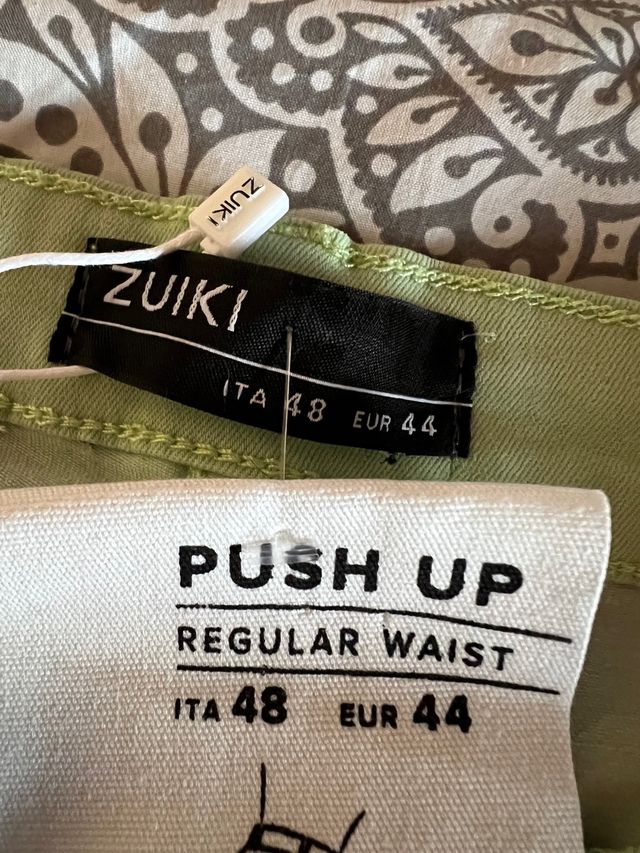 ZUIKI
ZUIKI
ITA 48 EUR 44
PUSH UP
REGULAR WAIST
ITA 48 EUR 44